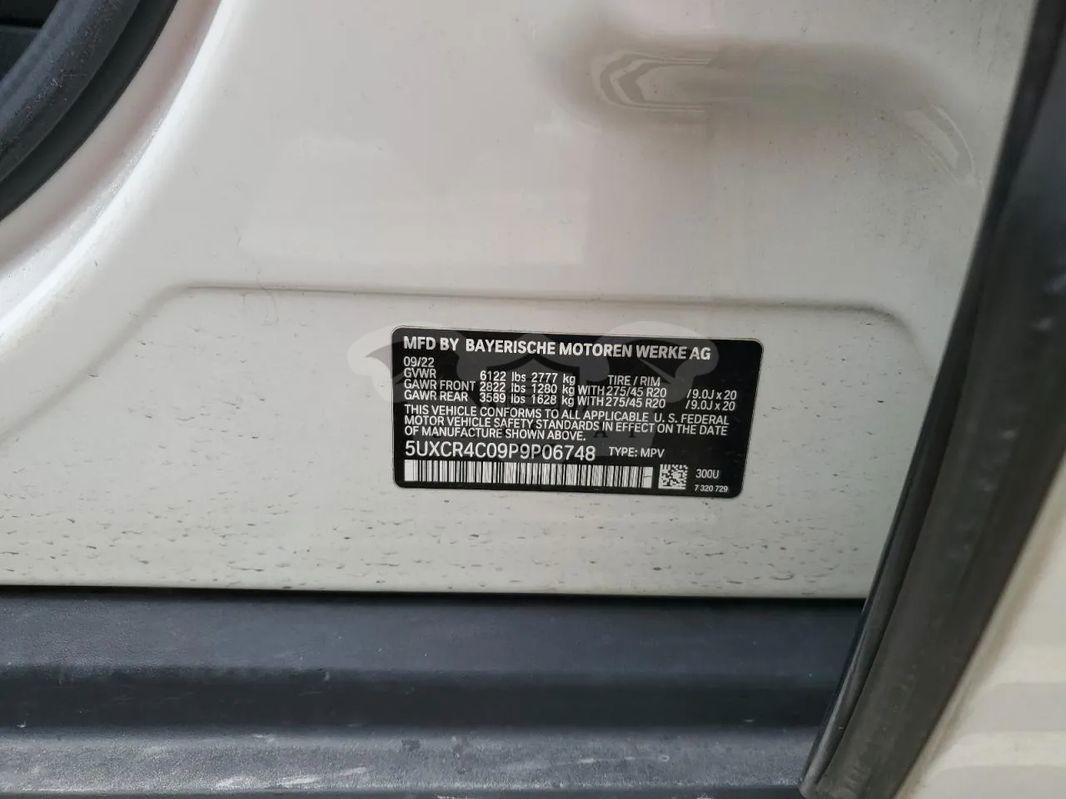 MFD BY BAYERISCHE MOTOREN WERKE AG
09/22
GVWR 6122 lbs 2777 kg TIRE / RIM
GAWR FRONT 2822 lbs 1280 kg WITH 275/45 R20 / 9.0J x 20
GAWR REAR 3589 lbs 1628 kg WITH 275/45 R20 / 9.0J x 20
THIS VEHICLE CONFORMS TO ALL APPLICABLE U. S. FEDERAL
MOTOR VEHICLE SAFETY STANDARDS IN EFFECT ON THE DATE
OF MANUFACTURE SHOWN ABOVE.
5UXCR4C09P9P06748 TYPE: MPV
300U
7 320 729